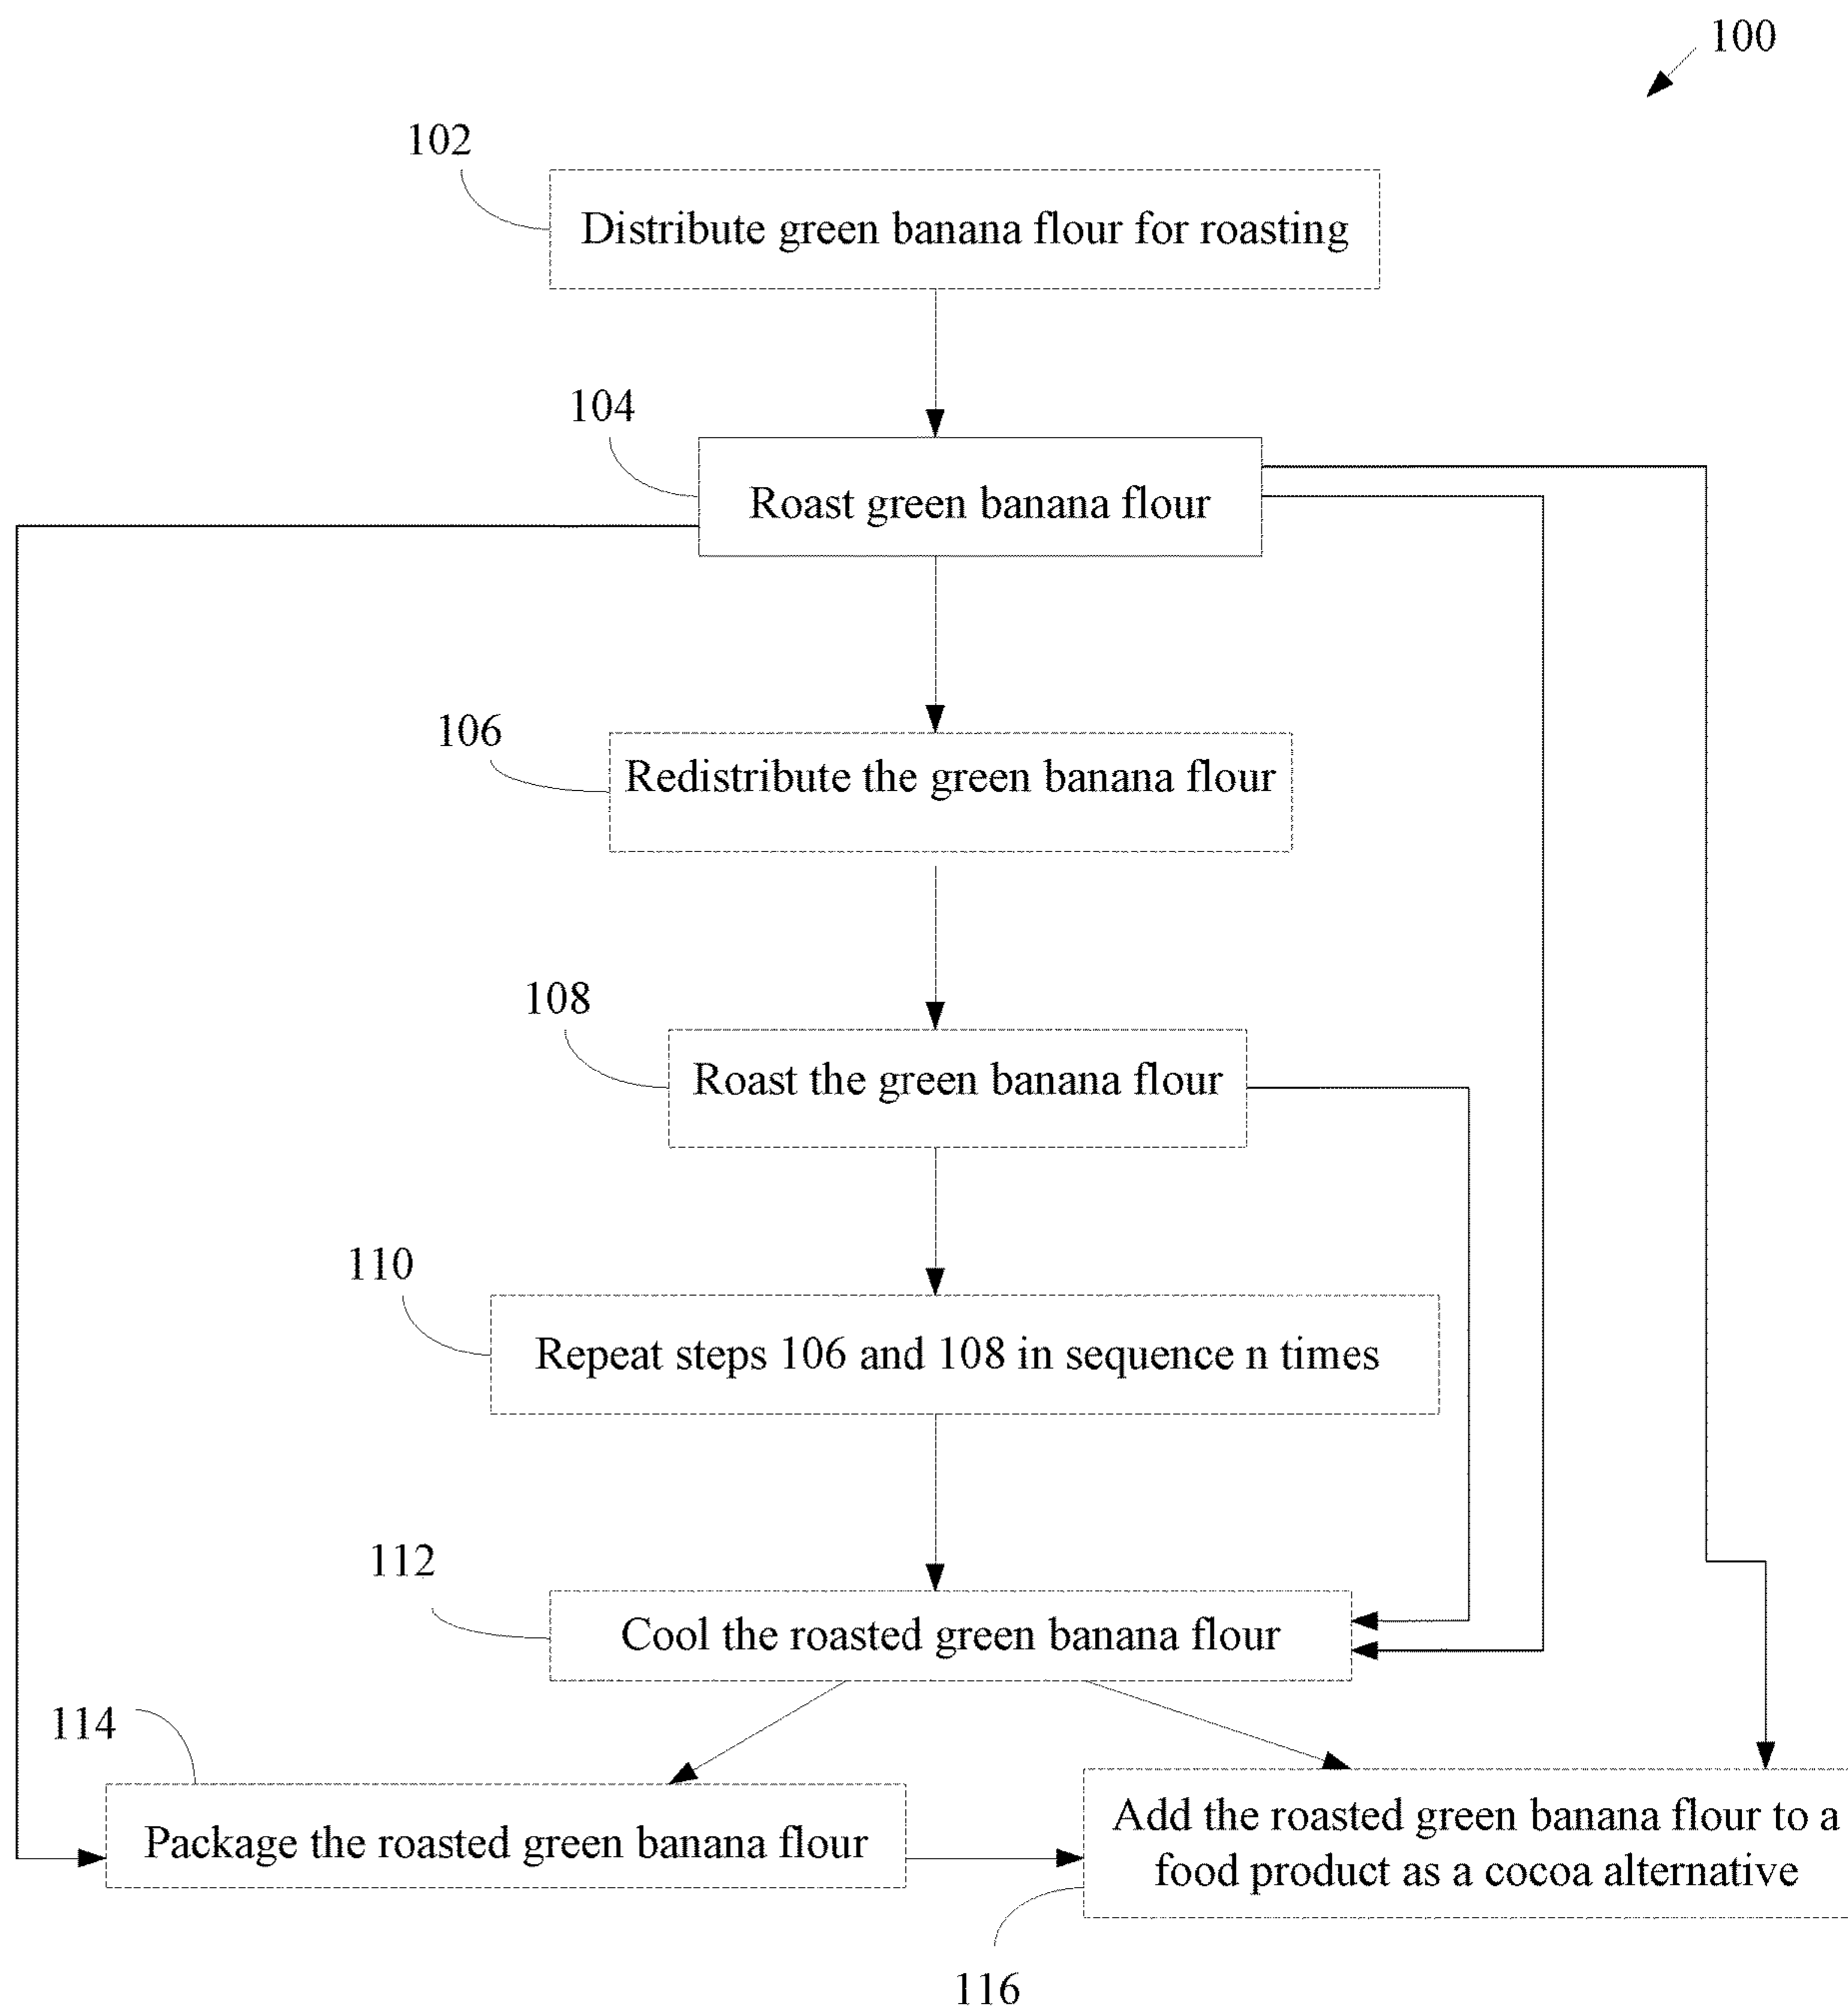 100
102
Distribute green banana flour for roasting
104
Roast green banana flour
106
Redistribute the green banana flour
108
Roast the green banana flour
110
Repeat steps 106 and 108 in sequence n times
112
Cool the roasted green banana flour
114
Package the roasted green banana flour
Add the roasted green banana flour to a
food product as a cocoa alternative
116